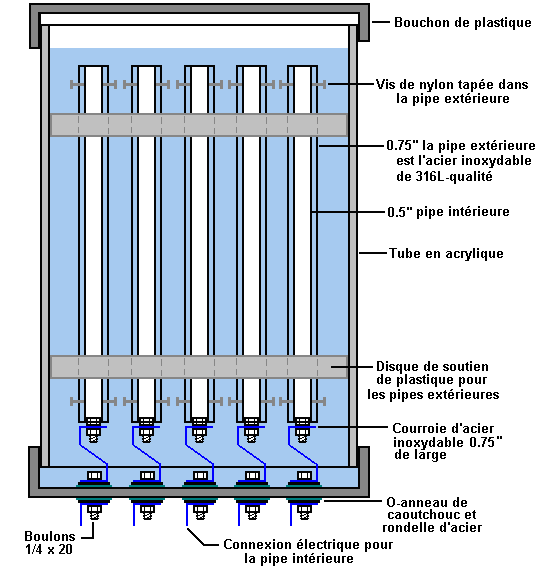 Bouchon de plastique
Vis de nylon tapée dans
la pipe extérieure
0.75" la pipe extérieure
est l'acier inoxydable
de 316L-qualité
0.5" pipe intérieure
Tube en acrylique
Disque de soutien
de plastique pour
les pipes extérieures
Courroie d'acier
inoxydable 0.75"
de large
O-anneau de
caoutchouc et
rondelle d'acier
Boulons
1/4 x 20
Connexion électrique pour
la pipe intérieure